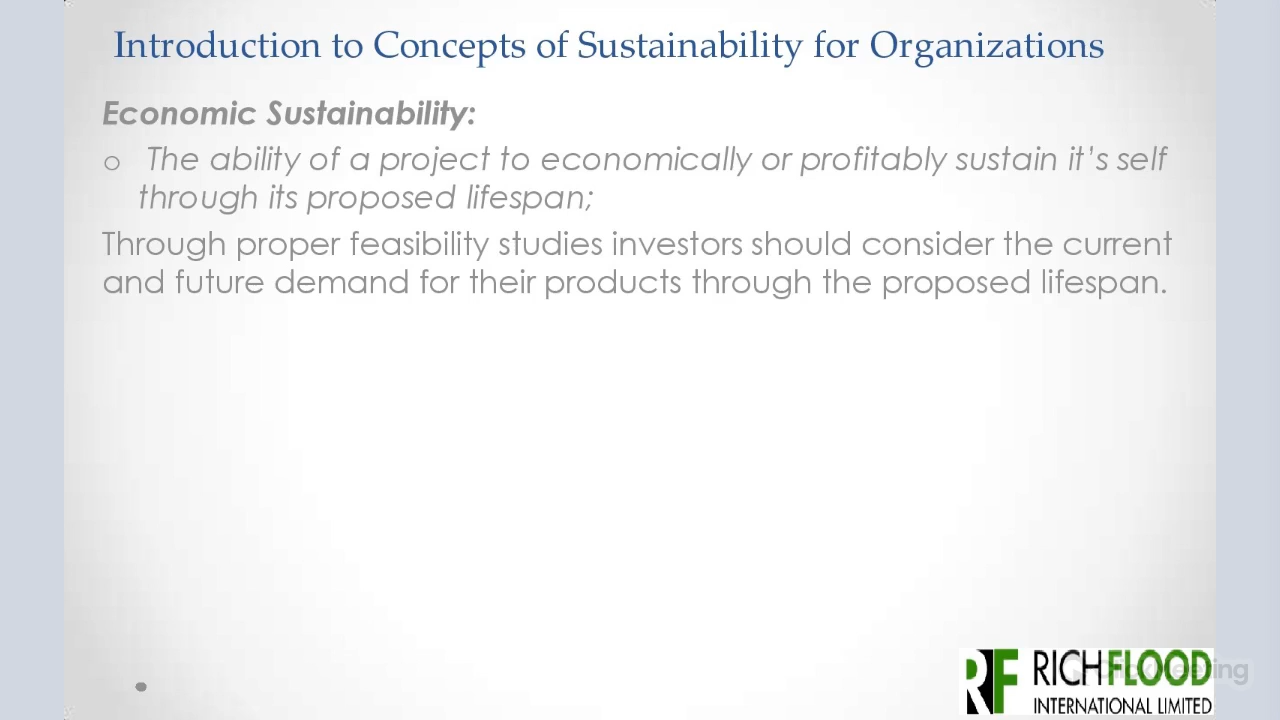 Introduction to Concepts of Sustainability for Organizations
Economic Sustainability:
o The ability of a project to economically or profitably sustain it's self
through its proposed lifespan;
Through proper feasibility studies investors should consider the current
and future demand for their products through the proposed lifespan.
RF RICHFLOOD
ClickMeeting
INTERNATIONAL LIMITED